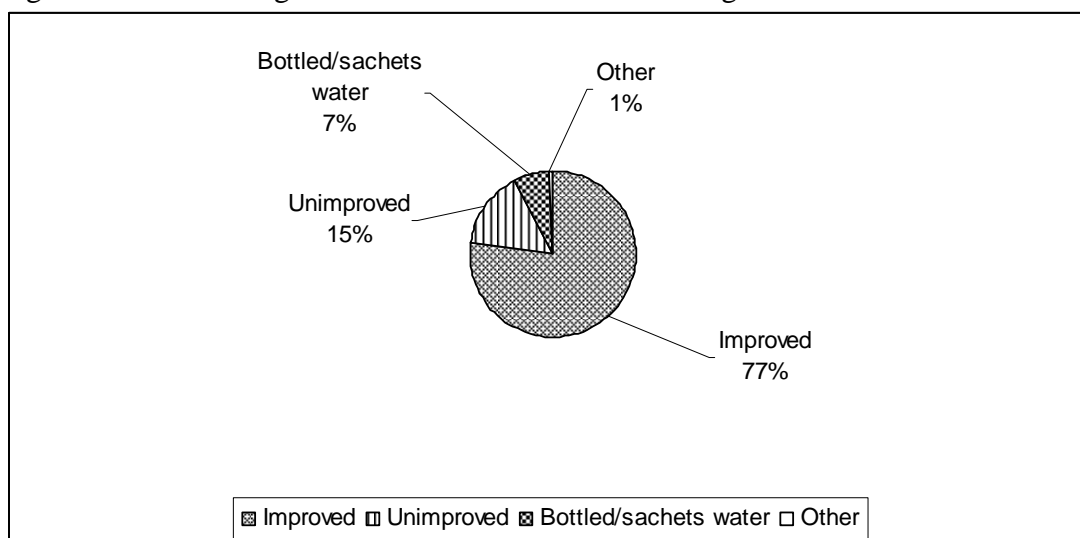 Bottled/sachets
water
7%
Other
1%
Unimproved
15%
Improved
77%
Improved Unimproved Bottled/sachets water Other